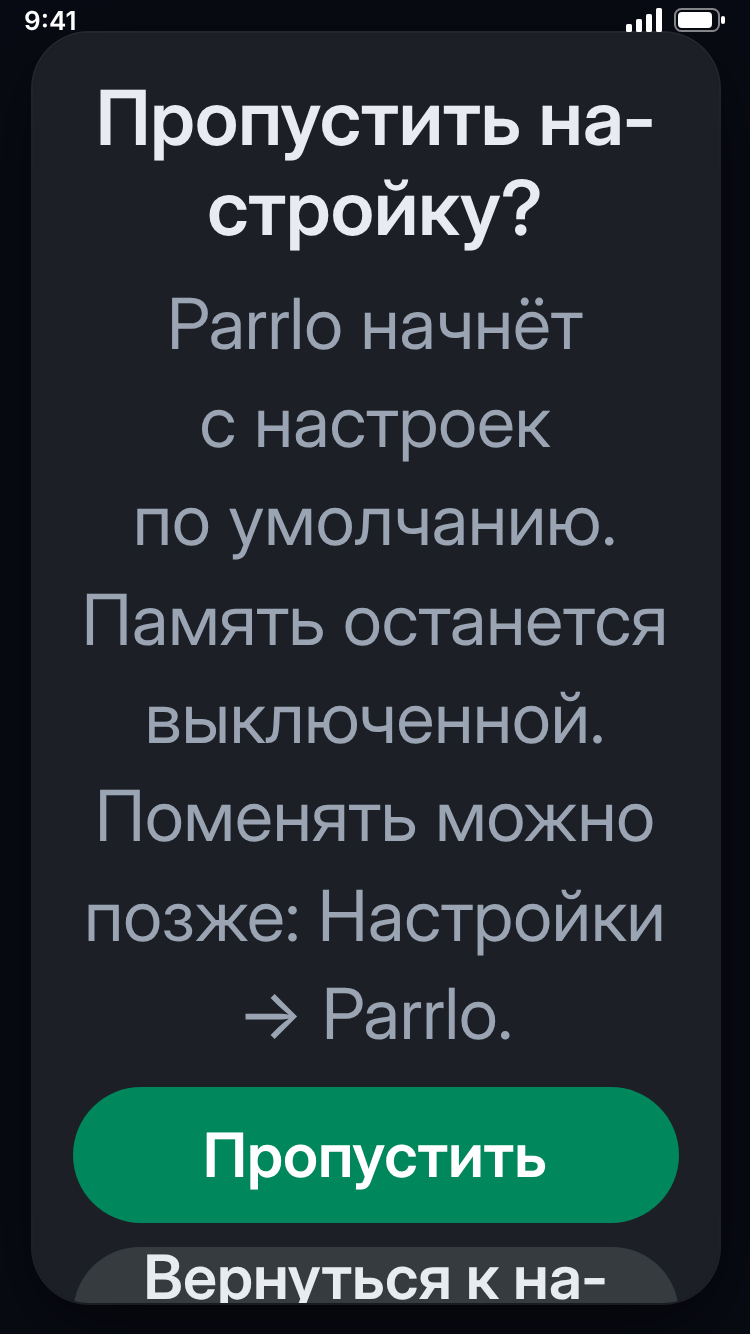 9:41
Пропустить на-
стройку?
Parrlo начнёт
с настроек
по умолчанию.
Память останется
выключенной.
Поменять можно
позже: Настройки
→ Parrlo.
Пропустить
Вернуться к на-